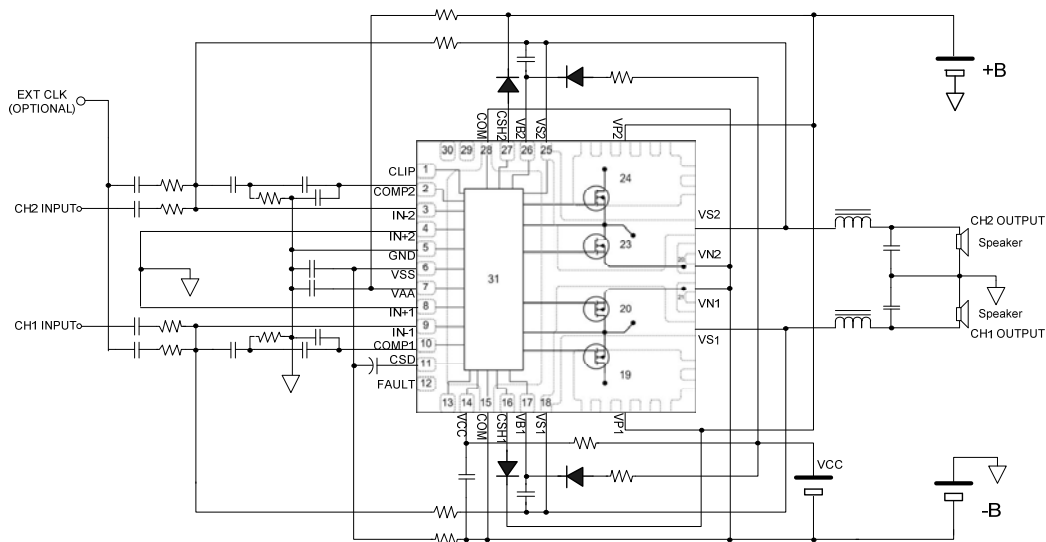 +B
EXT CLK
(OPTIONAL)
COM
CSH2
VB2
VS2
VP2
30 29 28 27 26 25
CLIP 1
COMP2 2
CH2 INPUT
IN-2 3
IN+2 4
GND 5
VSS 6
VAA 7
IN+1 8
CH1 INPUT
IN-1 9
COMP1 10
CSD 11
FAULT 12
31
24
23
20
19
VS2
VN2
VN1
VS1
CH2 OUTPUT
Speaker
Speaker
CH1 OUTPUT
13 14 15 16 17 18
VCC
COM
CSH1
VB1
VS1
VP1
VCC
-B